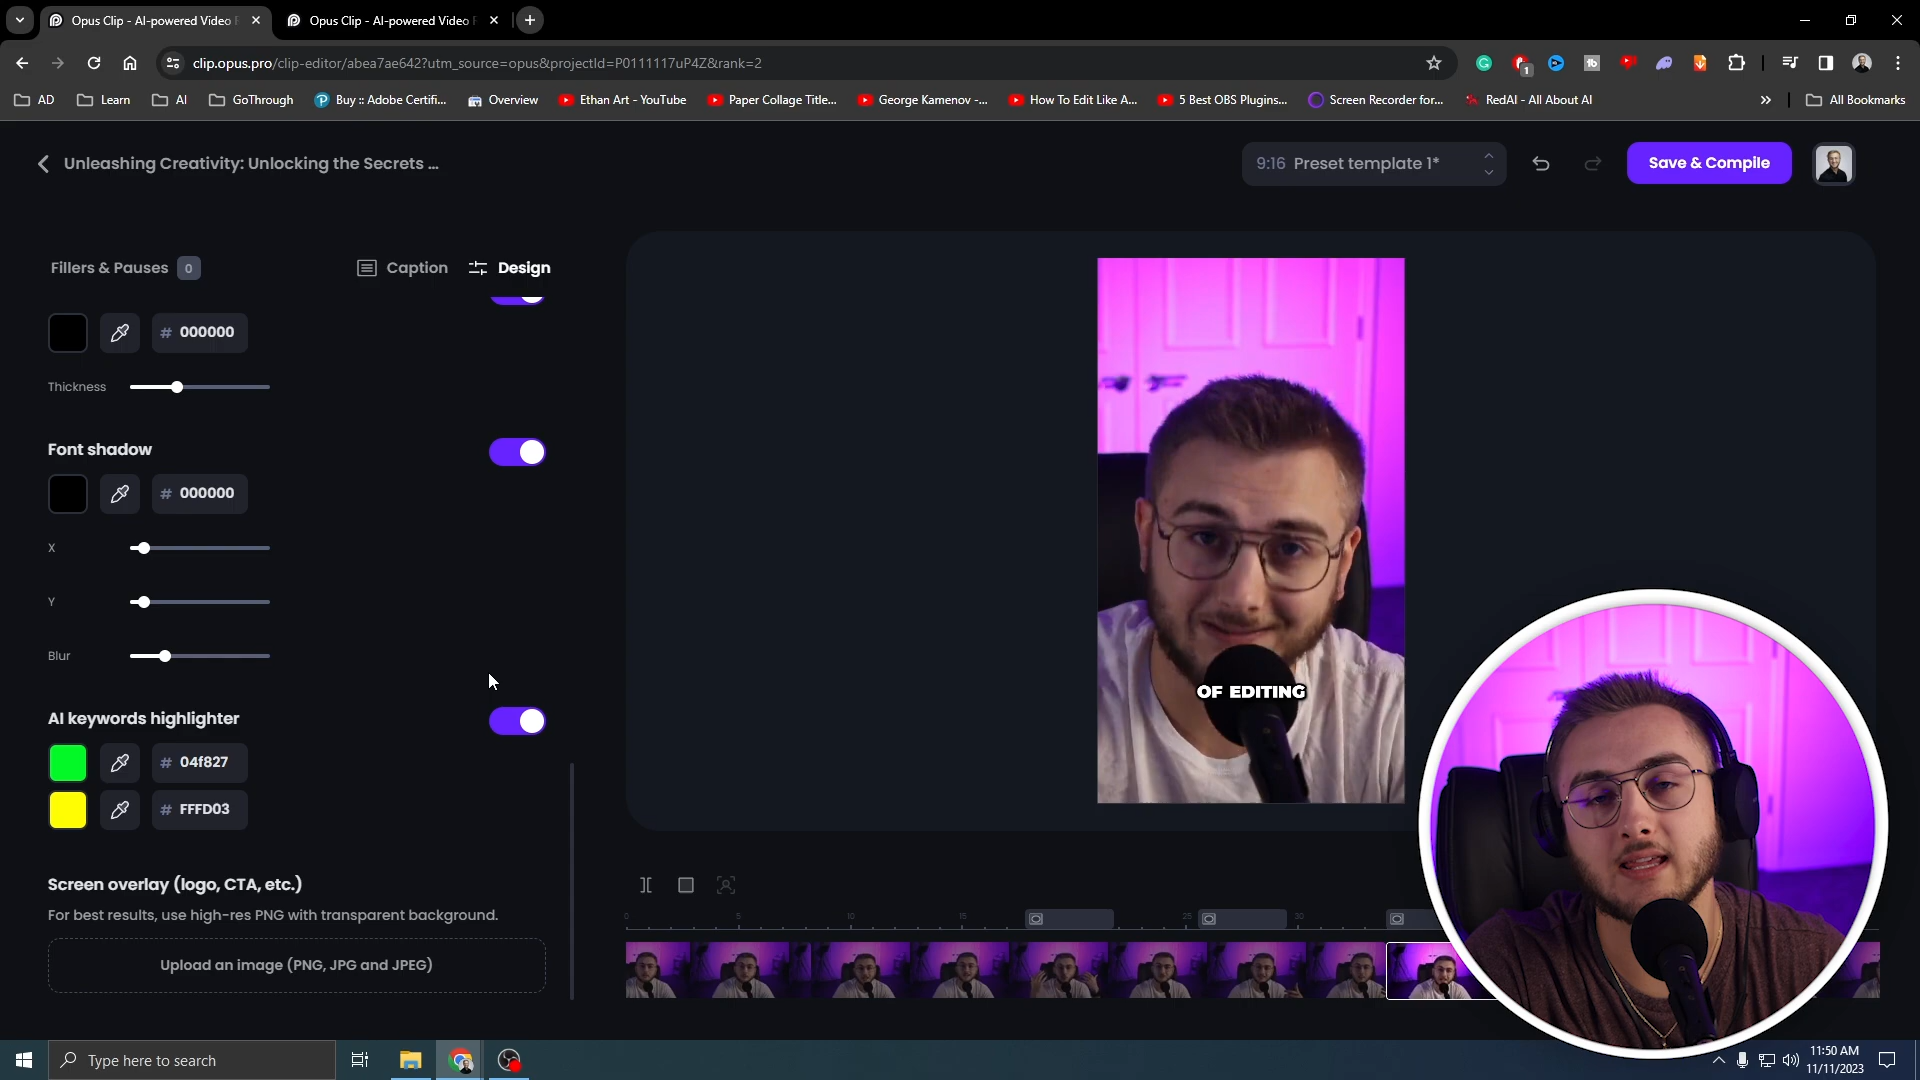 Opus Clip - AI-powered Video
Opus Clip - AI-powered Video
clip.opus.pro/clip-editor/abea7ae642?utm_source=opus&projectId=P0111117uP4Z&rank=2
AD
Learn
AI
GoThrough
Buy :: Adobe Certifi...
Overview
Ethan Art - YouTube
Paper Collage Title...
George Kamenov -...
How To Edit Like A...
5 Best OBS Plugins...
Screen Recorder for...
RedAI - All About AI
All Bookmarks
Unleashing Creativity: Unlocking the Secrets ...
9:16 Preset template 1*
Save & Compile
Fillers & Pauses 0
Caption
Design
# 000000
Thickness
Font shadow
# 000000
X
Y
Blur
AI keywords highlighter
# 04f827
# FFFD03
Screen overlay (logo, CTA, etc.)
For best results, use high-res PNG with transparent background.
Upload an image (PNG, JPG and JPEG)
OF EDITING
0 5 10 15 25 30
Type here to search
11:50 AM
11/11/2023